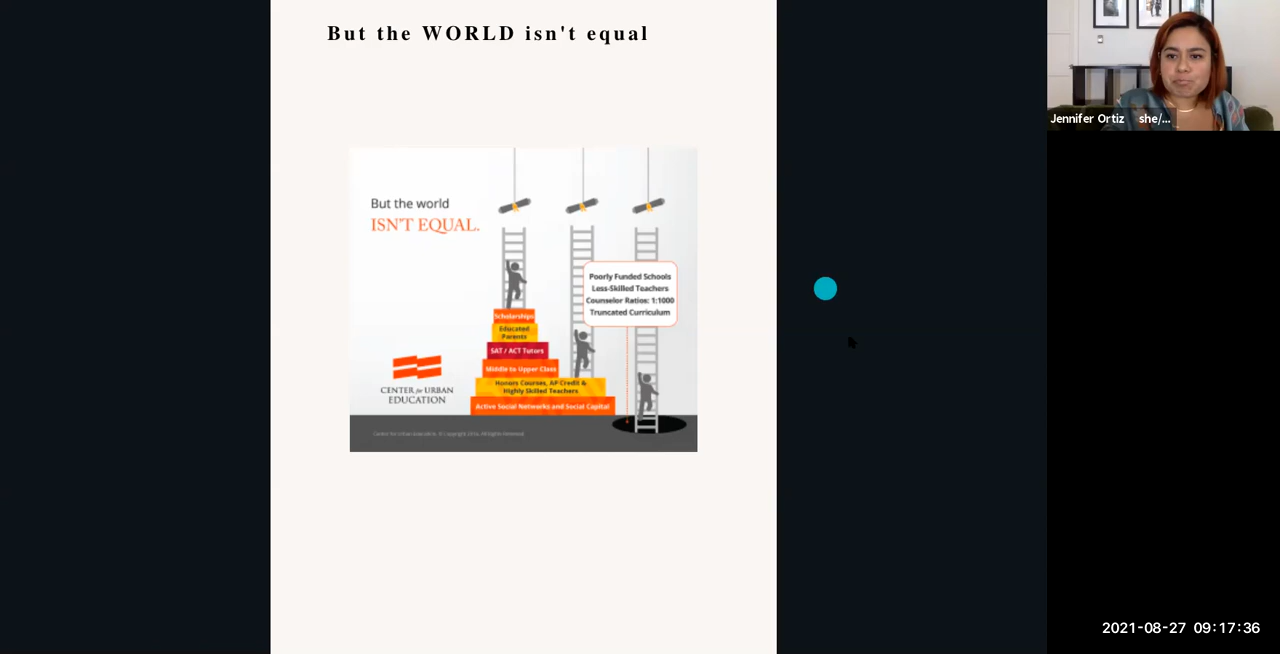 But the WORLD isn't equal
But the world
ISN'T EQUAL.
Poorly Funded Schools
Less-Skilled Teachers
Counselor Ratios: 1:1000
Truncated Curriculum
Scholarships
Educated
Parents
SAT / ACT Tutors
Middle to Upper Class
Honors Courses, AP Credit &
Highly Skilled Teachers
Active Social Networks and Social Capital
CENTER for URBAN
EDUCATION
Jennifer Ortiz she/...
2021-08-27 09:17:36